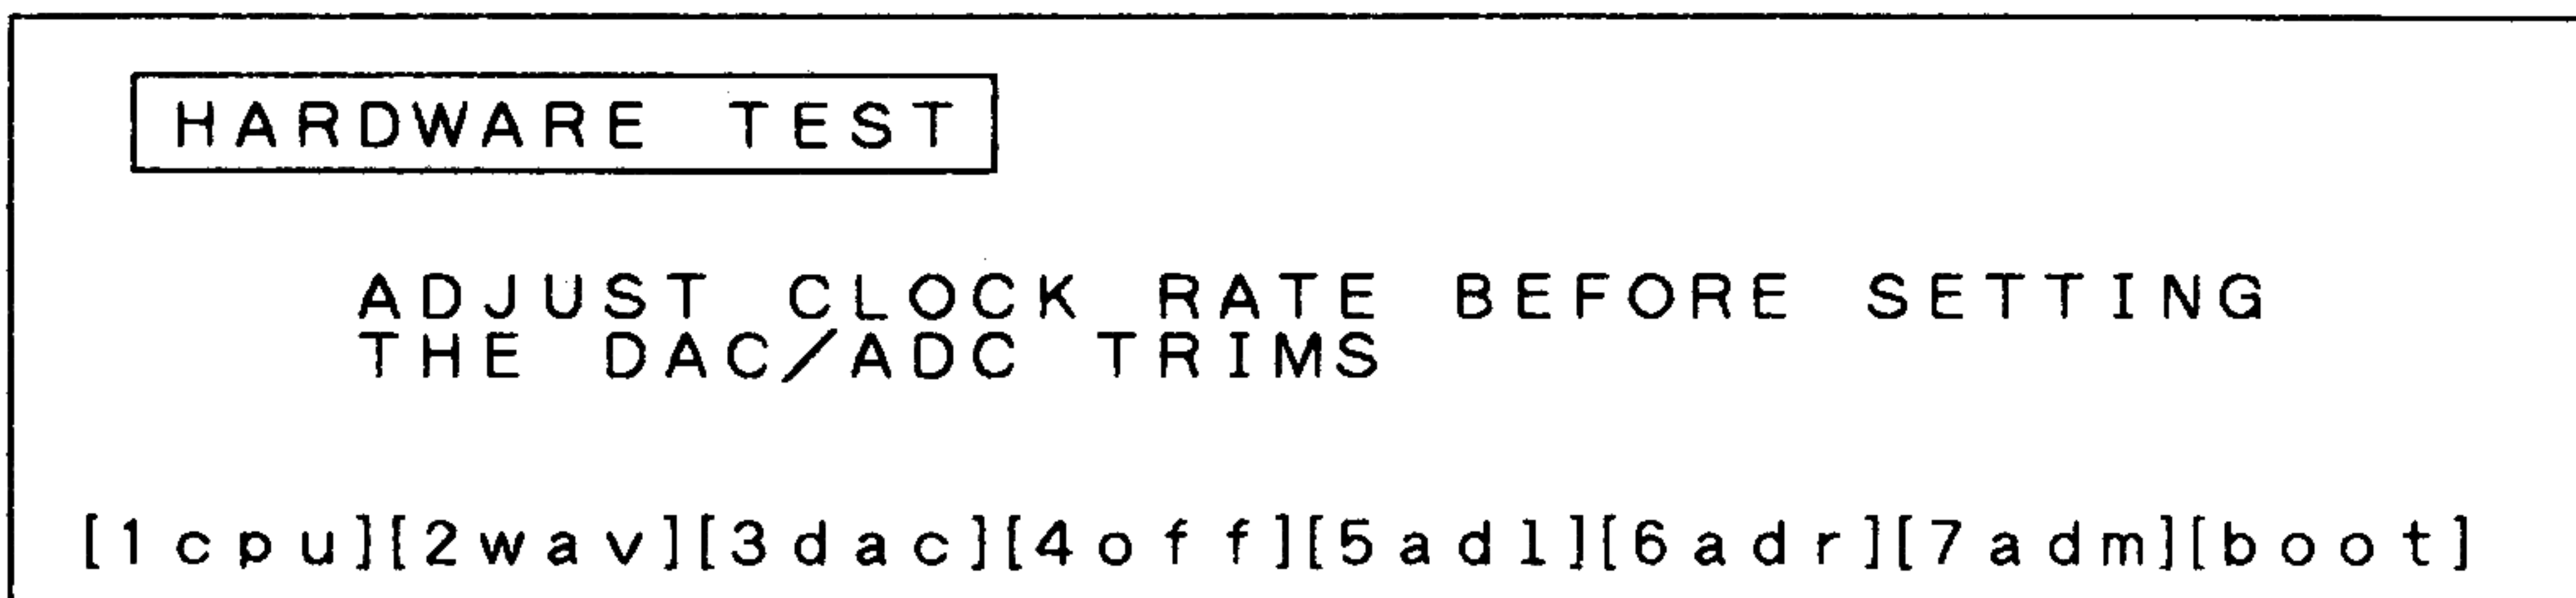 HARDWARE TEST
ADJUST CLOCK RATE BEFORE SETTING
THE DAC/ADC TRIMS
[1cpu][2wav][3dac][4off][5adl][6adr][7adm][boot]